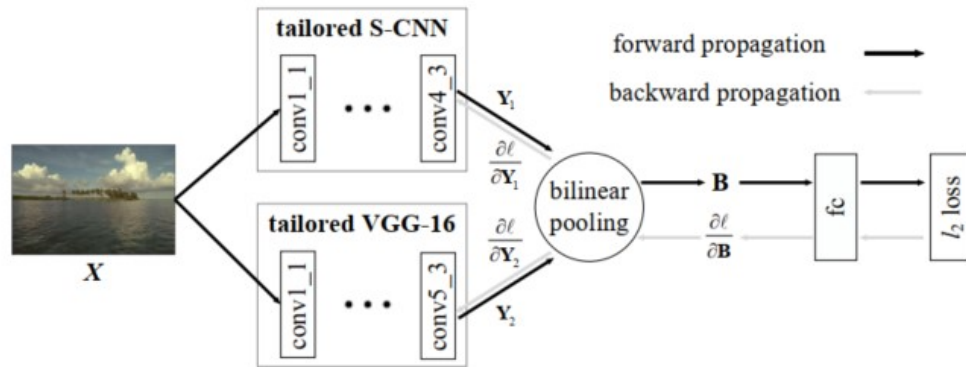 tailored S-CNN
conv1_1
• • •
conv4_3
forward propagation
backward propagation
Y₁
∂ℓ/∂Y₁
X
tailored VGG-16
conv1_1
• • •
conv5_3
∂ℓ/∂Y₂
Y₂
bilinear
pooling
B
∂ℓ/∂B
fc
l₂ loss